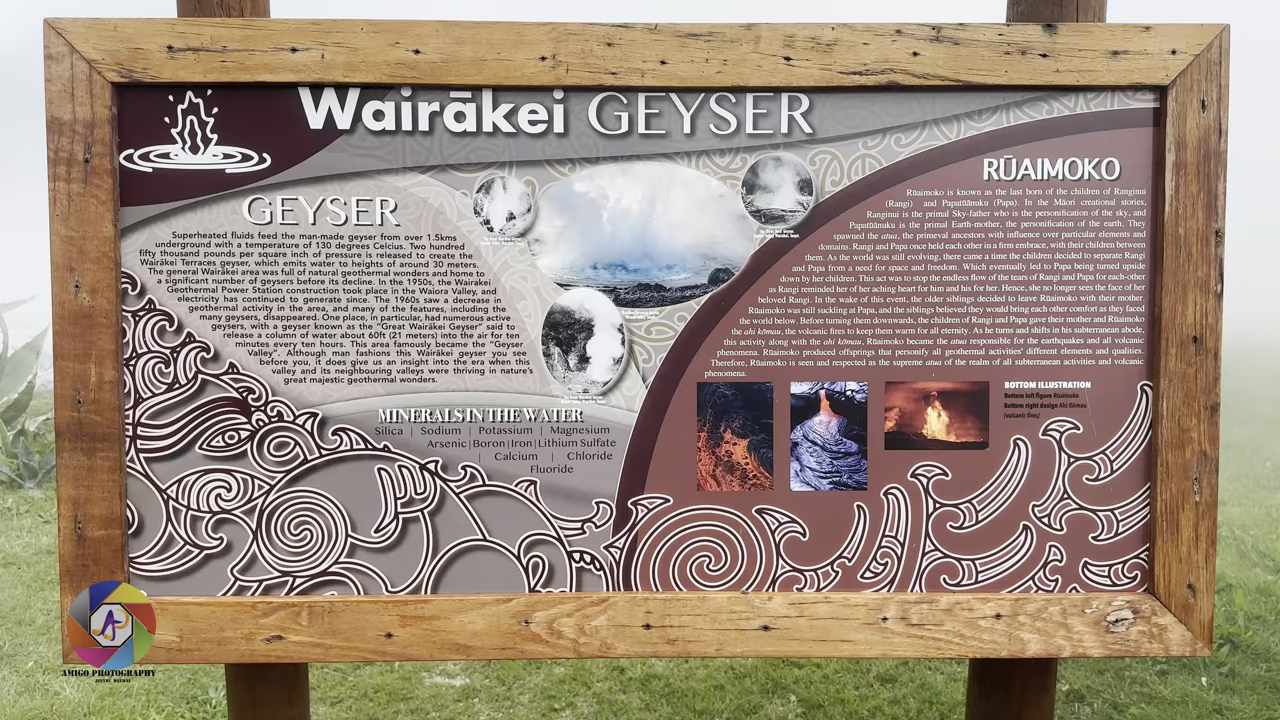 Wairākei GEYSER
GEYSER
Superheated fluids feed the man-made geyser from over 1.5kms
underground with a temperature of 130 degrees Celcius. Two hundred
fifty thousand pounds per square inch of pressure is released to create the
Wairākei Terraces geyser, which emits water to heights of around 30 meters.
The general Wairākei area was full of natural geothermal wonders and home to
a significant number of geysers before its decline. In the 1950s, the Wairakei
Geothermal Power Station construction took place in the Waiora Valley, and
electricity has continued to generate since. The 1960s saw a decrease in
geothermal activity in the area, and many of the features, including the
many geysers, disappeared. One place, in particular, had numerous active
geysers, with a geyser known as the "Great Wairākei Geyser" said to
release a column of water about 60ft (21 meters) into the air for ten
minutes every ten hours. This area famously became the "Geyser
Valley". Although man fashions this Wairākei geyser you see
before you, it does give us an insight into the era when this
valley and its neighbouring valleys were thriving in nature's
great majestic geothermal wonders.
MINERALS IN THE WATER
Silica | Sodium | Potassium | Magnesium
Arsenic|Boron|Iron|Lithium Sulfate
| Calcium | Chloride
Fluoride
RŪAIMOKO
Rūaimoko is known as the last born of the children of Ranginui
(Rangi) and Papatūānuku (Papa). In the Māori creational stories,
Ranginui is the primal Sky-father who is the personification of the sky, and
Papatūānuku is the primal Earth-mother, the personification of the earth. They
spawned the atua, the primeval ancestors with influence over particular elements and
domains. Rangi and Papa once held each other in a firm embrace, with their children between
them. As the world was still evolving, there came a time the children decided to separate Rangi
and Papa from a need for space and freedom. Which eventually led to Papa being turned upside
down by her children. This act was to stop the endless flow of the tears of Rangi and Papa for each-other
as Rangi reminded her of her aching heart for him and his for her. Hence, she no longer sees the face of her
beloved Rangi. In the wake of this event, the older siblings decided to leave Rūaimoko with their mother.
Rūaimoko was still suckling at Papa, and the siblings believed they would bring each other comfort as they faced
the world below. Before turning them downwards, the children of Rangi and Papa gave their mother and Rūaimoko
the ahi kōmau, the volcanic fires to keep them warm for all eternity. As he turns and shifts in his subterranean abode,
this activity along with the ahi kōmau, Rūaimoko became the atua responsible for the earthquakes and all volcanic
phenomena. Rūaimoko produced offsprings that personify all geothermal activities' different elements and qualities.
Therefore, Rūaimoko is seen and respected as the supreme atua of the realm of all subterranean activities and volcanic
phenomena.
BOTTOM ILLUSTRATION
Bottom left figure Rūaimoko
Bottom right design Ahi Kōmau
(volcanic fires)
AMIGO PHOTOGRAPHY